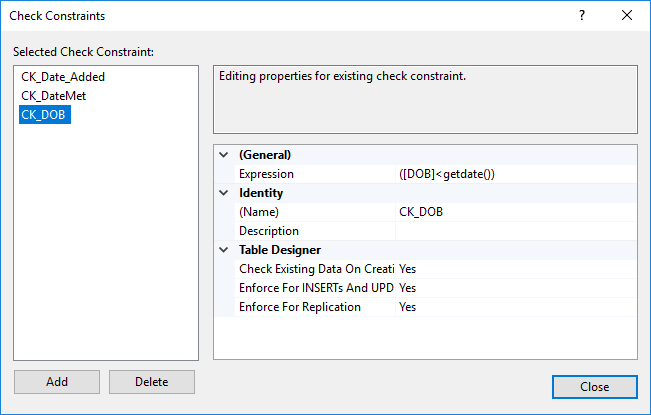 Check Constraints
?
Selected Check Constraint:
CK_Date_Added
CK_DateMet
CK_DOB
Editing properties for existing check constraint.
(General)
Expression ([DOB]<getdate())
Identity
(Name) CK_DOB
Description
Table Designer
Check Existing Data On Creati Yes
Enforce For INSERTs And UPD Yes
Enforce For Replication Yes
Add Delete
Close